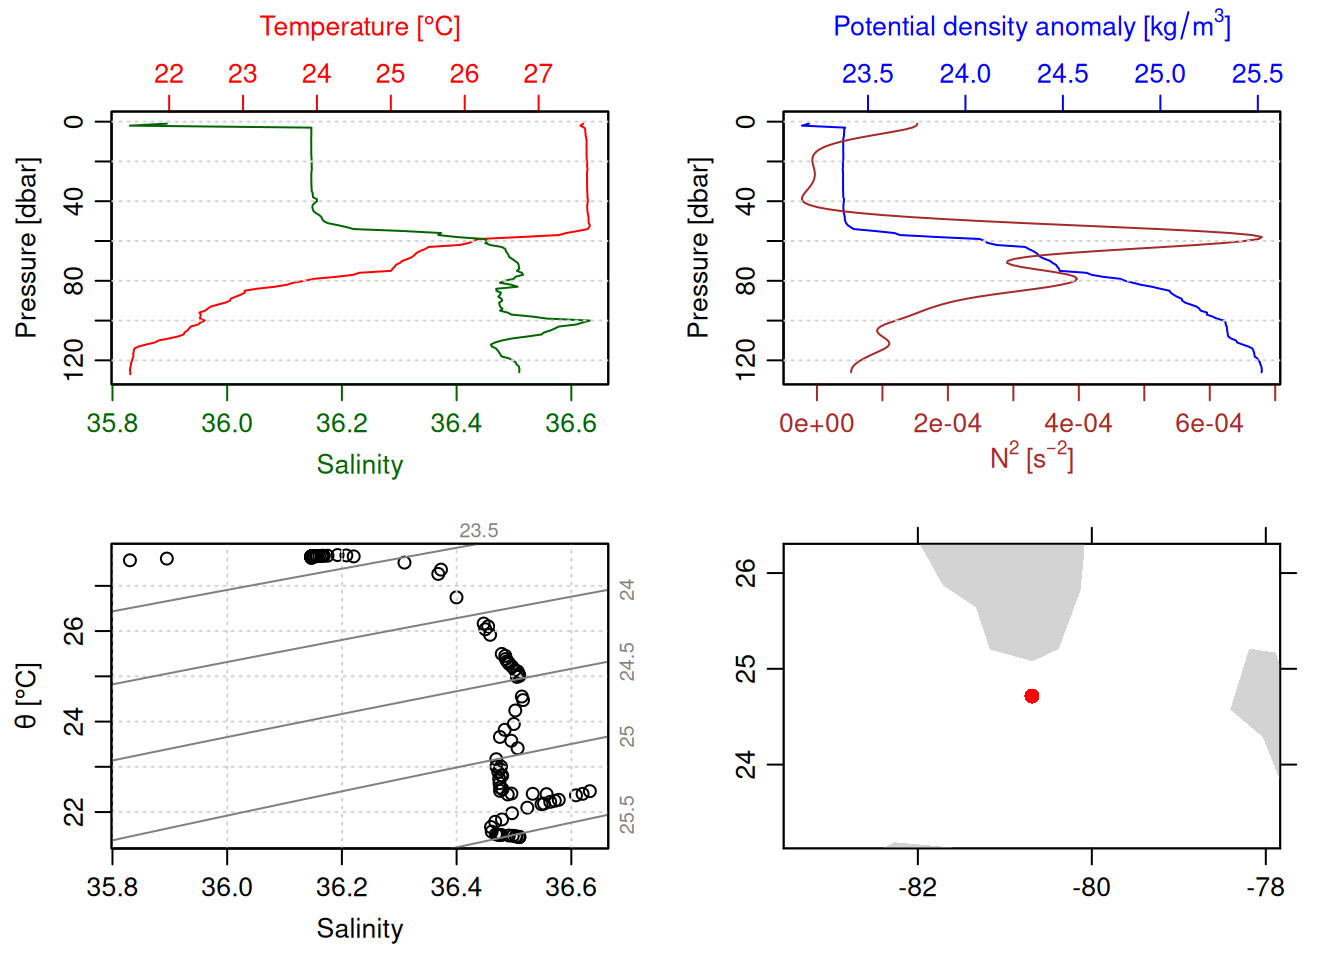 Temperature [°C]
22 23 24 25 26 27
0
40
80
120
Pressure [dbar]
35.8 36.0 36.2 36.4 36.6
Salinity
Potential density anomaly [kg/m³]
23.5 24.0 24.5 25.0 25.5
0
40
80
120
Pressure [dbar]
0e+00 2e-04 4e-04 6e-04
N² [s⁻²]
23.5
24
24.5
25
25.5
26
24
22
θ [°C]
35.8 36.0 36.2 36.4 36.6
Salinity
26
25
24
-82 -80 -78